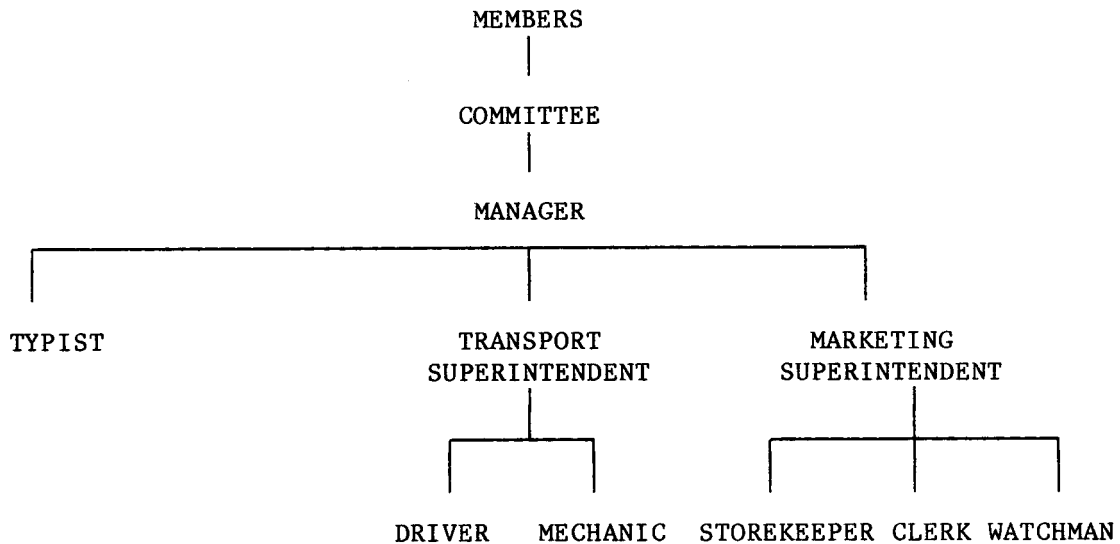 MEMBERS
COMMITTEE
MANAGER
TYPIST TRANSPORT MARKETING
SUPERINTENDENT SUPERINTENDENT
DRIVER MECHANIC STOREKEEPER CLERK WATCHMAN